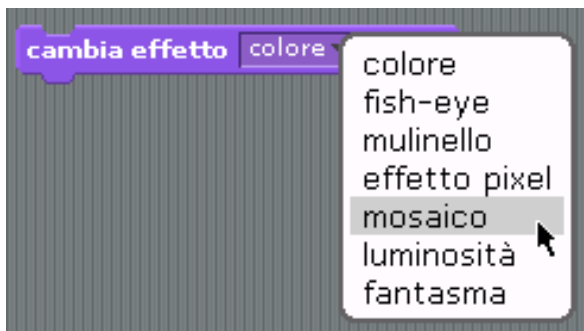 cambia effetto colore
colore
fish-eye
mulinello
effetto pixel
mosaico
luminosità
fantasma